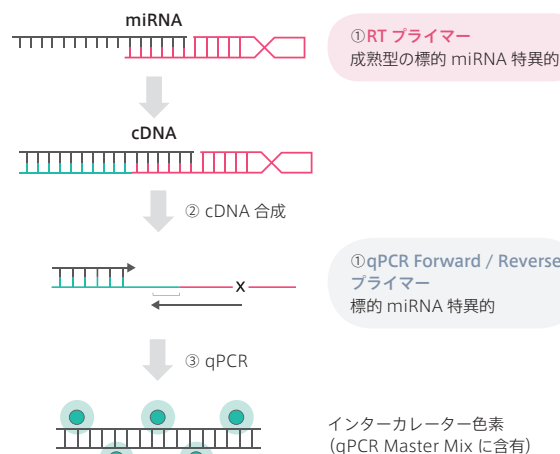 miRNA
①RT プライマー
成熟型の標的 miRNA 特異的
cDNA
② cDNA 合成
①qPCR Forward / Reverse
プライマー
標的 miRNA 特異的
X
③ qPCR
インターカレーター色素
（qPCR Master Mix に含有）